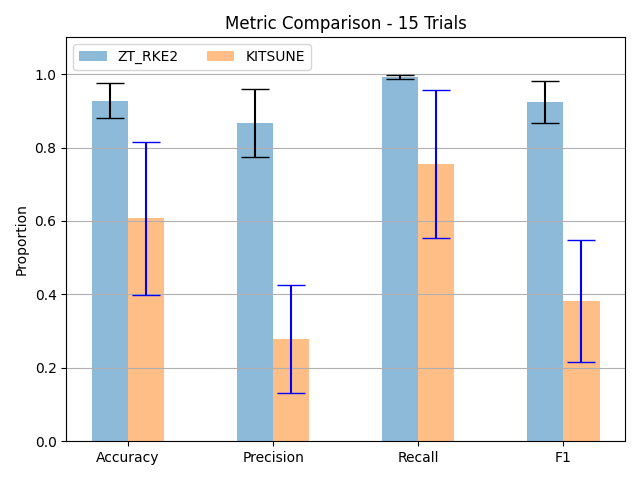 Metric Comparison - 15 Trials
ZT_RKE2
KITSUNE
Proportion
1.0
0.8
0.6
0.4
0.2
0.0
Accuracy
Precision
Recall
F1